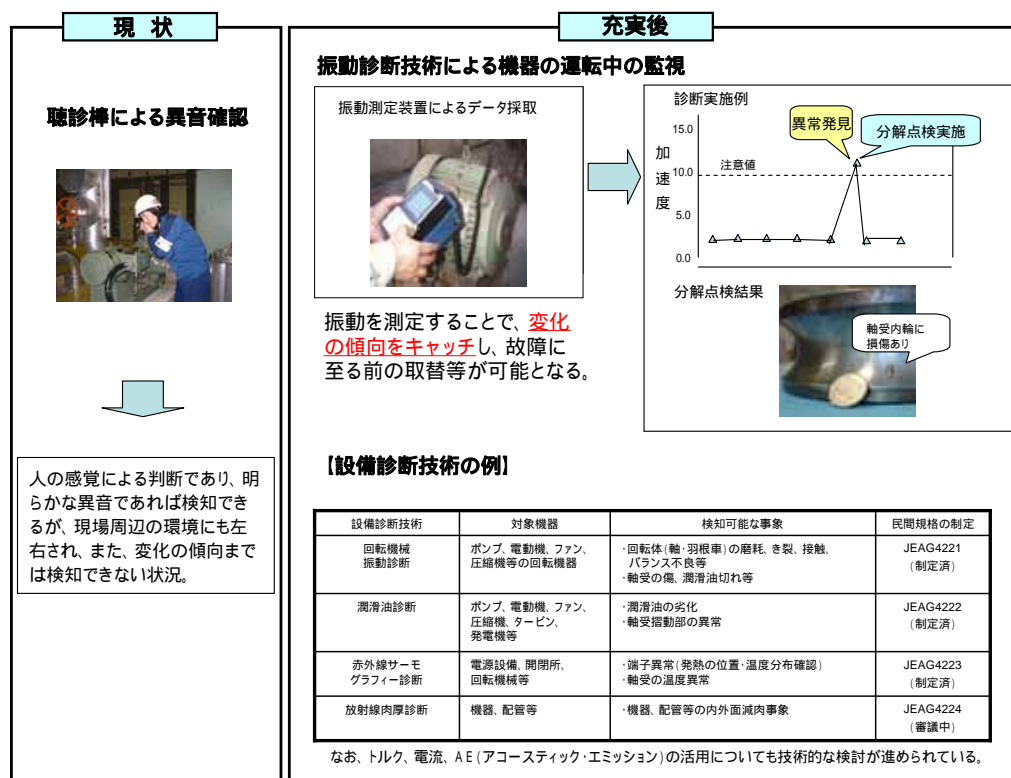 現 状
聴診棒による異音確認
人の感覚による判断であり、明
らかな異音であれば検知でき
るが、現場周辺の環境にも左
右され、また、変化の傾向まで
は検知できない状況。
充実後
振動診断技術による機器の運転中の監視
振動測定装置によるデータ採取
振動を測定することで、変化
の傾向をキャッチし、故障に
至る前の取替等が可能となる。
診断実施例
加速度
15.0
10.0
5.0
0.0
注意値
異常発見
分解点検実施
分解点検結果
軸受内輪に
損傷あり
【設備診断技術の例】
設備診断技術 対象機器 検知可能な事象 民間規格の制定
回転機械
振動診断
ポンプ、電動機、ファン、
圧縮機等の回転機器
・回転体(軸・羽根車)の磨耗、き裂、接触、
バランス不良等
・軸受の傷、潤滑油切れ等
JEAG4221
(制定済)
潤滑油診断
ポンプ、電動機、ファン、
圧縮機、タービン、
発電機等
・潤滑油の劣化
・軸受摺動部の異常
JEAG4222
(制定済)
赤外線サーモ
グラフィー診断
電源設備、開閉所、
回転機械等
・端子異常(発熱の位置・温度分布確認)
・軸受の温度異常
JEAG4223
(制定済)
放射線肉厚診断
機器、配管等
・機器、配管等の内外面減肉事象
JEAG4224
(審議中)
なお、トルク、電流、AE(アコースティック・エミッション)の活用についても技術的な検討が進められている。